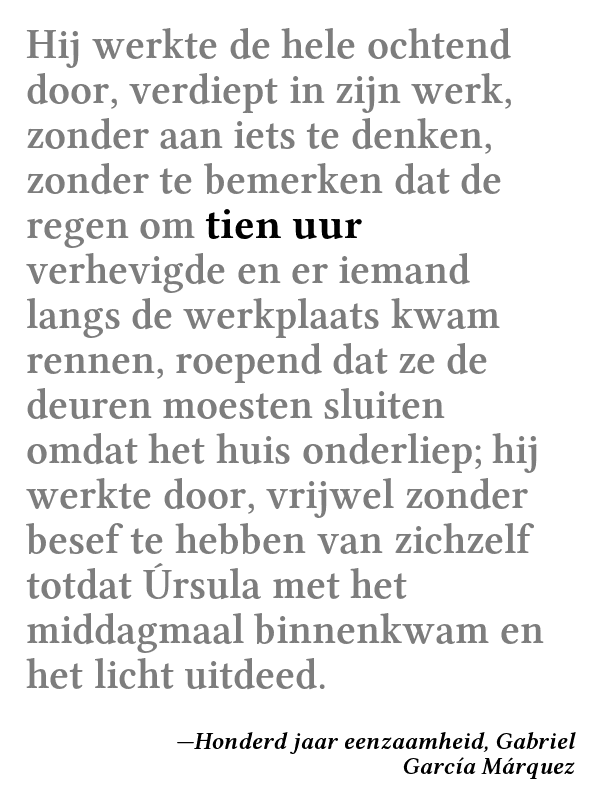 Hij werkte de hele ochtend
door, verdiept in zijn werk,
zonder aan iets te denken,
zonder te bemerken dat de
regen om tien uur
verhevigde en er iemand
langs de werkplaats kwam
rennen, roepend dat ze de
deuren moesten sluiten
omdat het huis onderliep; hij
werkte door, vrijwel zonder
besef te hebben van zichzelf
totdat Úrsula met het
middagmaal binnenkwam en
het licht uitdeed.
—Honderd jaar eenzaamheid, Gabriel
García Márquez